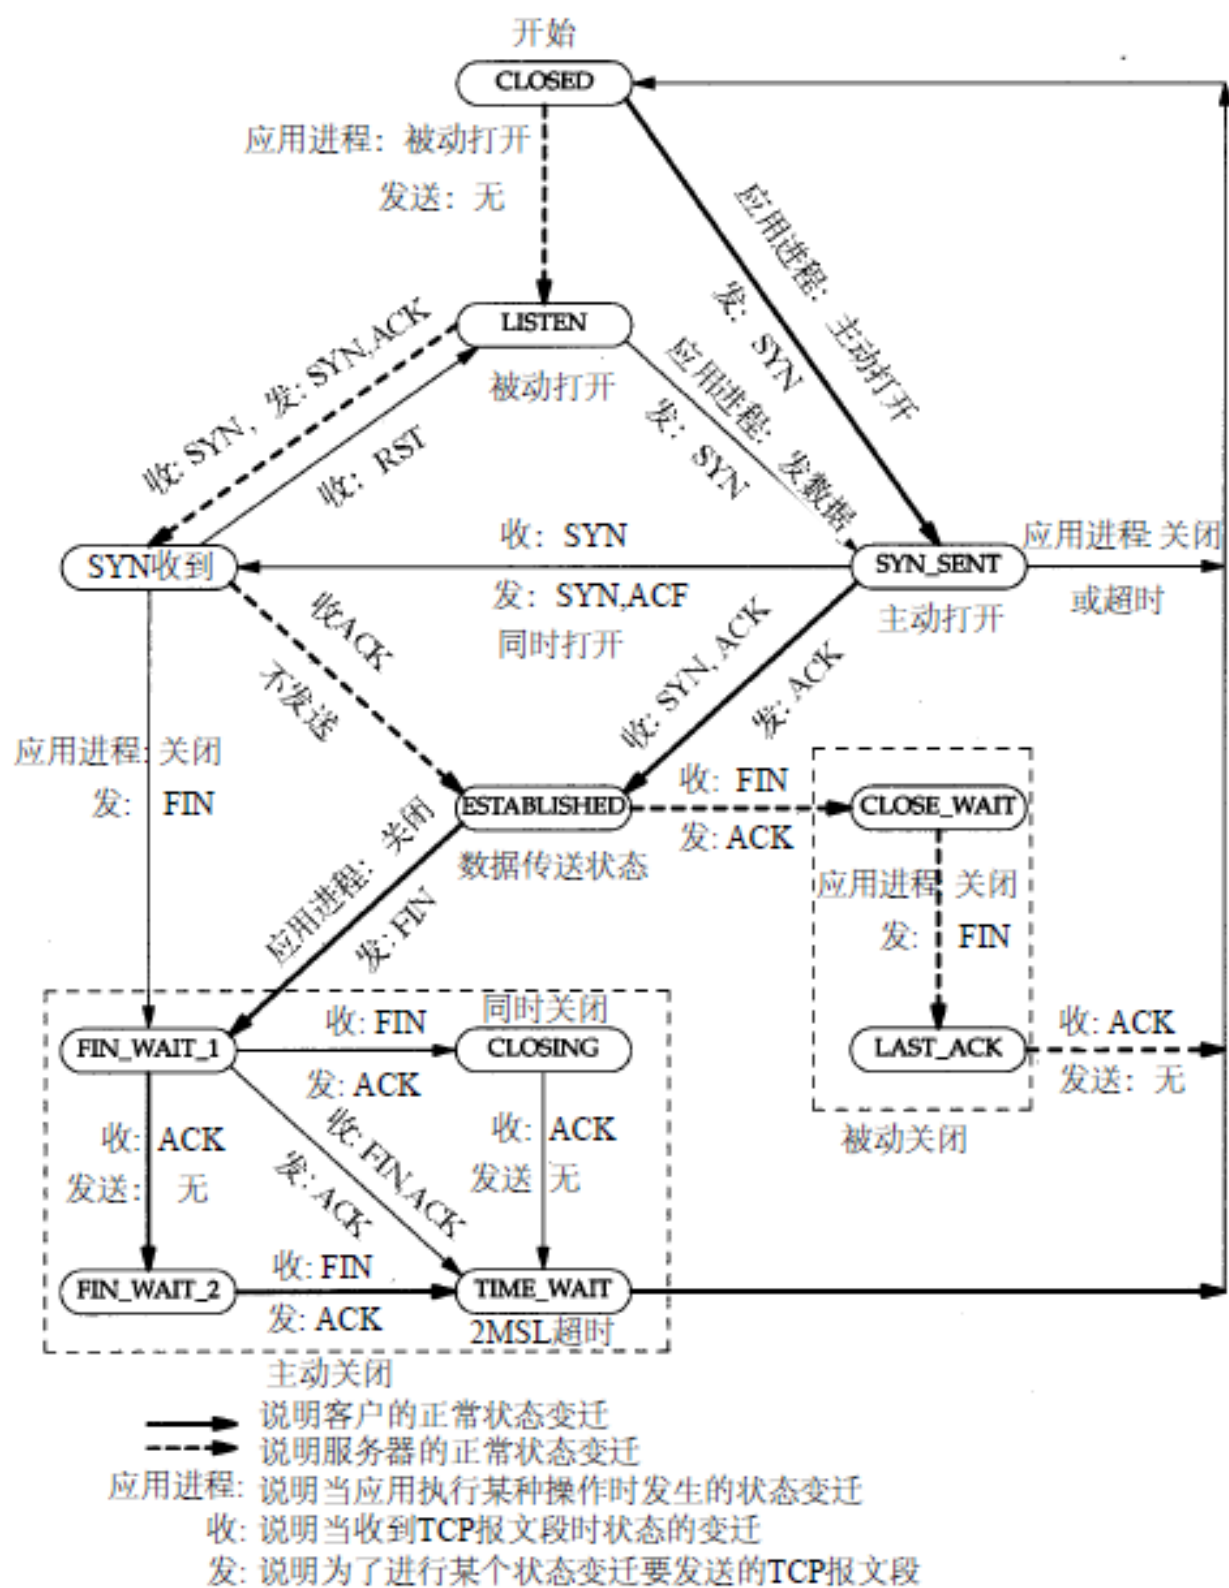 开始
CLOSED
应用进程：被动打开
发送：无
应用进程：主动打开
发：SYN
LISTEN
被动打开
收：SYN，发：SYN,ACK
收：RST
应用进程：发数据
发：SYN
SYN收到
收：SYN
发：SYN,ACF
同时打开
SYN_SENT
主动打开
应用进程:关闭
或超时
收ACK
不发送
收：SYN, ACK
发：ACK
应用进程:关闭
发: FIN
ESTABLISHED
数据传送状态
收: FIN
发: ACK
CLOSE_WAIT
应用进程 关闭
发: FIN
应用进程：关闭
发: FIN
FIN_WAIT_1
收: FIN
发: ACK
同时关闭
CLOSING
LAST_ACK
收: ACK
发送：无
被动关闭
收: ACK
发送: 无
收: FIN,ACK
发: ACK
收: ACK
发送 无
FIN_WAIT_2
收: FIN
发: ACK
TIME_WAIT
2MSL超时
主动关闭
说明客户的正常状态变迁
说明服务器的正常状态变迁
应用进程: 说明当应用执行某种操作时发生的状态变迁
收: 说明当收到TCP报文段时状态的变迁
发: 说明为了进行某个状态变迁要发送的TCP报文段